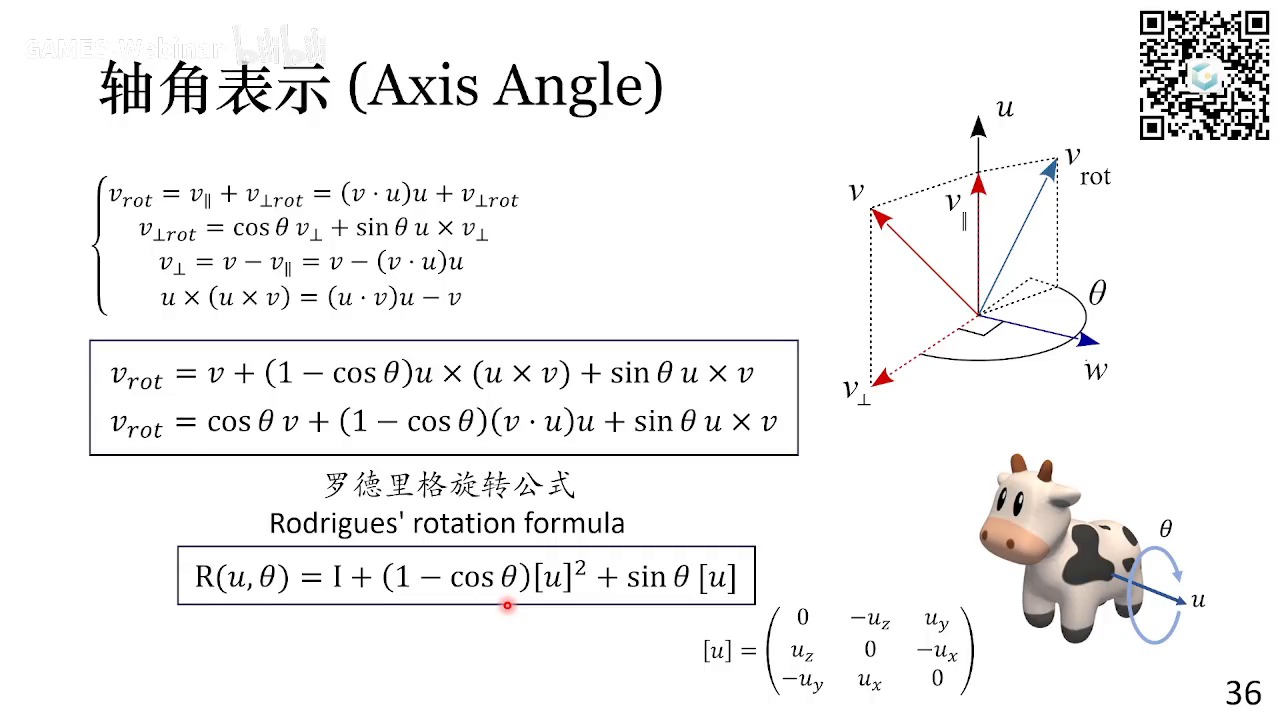 GAMES Webinar bilibili
轴角表示 (Axis Angle)
v_rot = v_∥ + v_⊥rot = (v · u)u + v_⊥rot
v_⊥rot = cos θ v_⊥ + sin θ u × v_⊥
v_⊥ = v − v_∥ = v − (v · u)u
u × (u × v) = (u · v)u − v
v_rot = v + (1 − cos θ)u × (u × v) + sin θ u × v
v_rot = cos θ v + (1 − cos θ)(v · u)u + sin θ u × v
罗德里格旋转公式
Rodrigues' rotation formula
R(u, θ) = I + (1 − cos θ)[u]² + sin θ [u]
[u] = 
0 −u_z u_y
u_z 0 −u_x
−u_y u_x 0
u
v
v_∥
v_rot
θ
w
v_⊥
θ
u
36